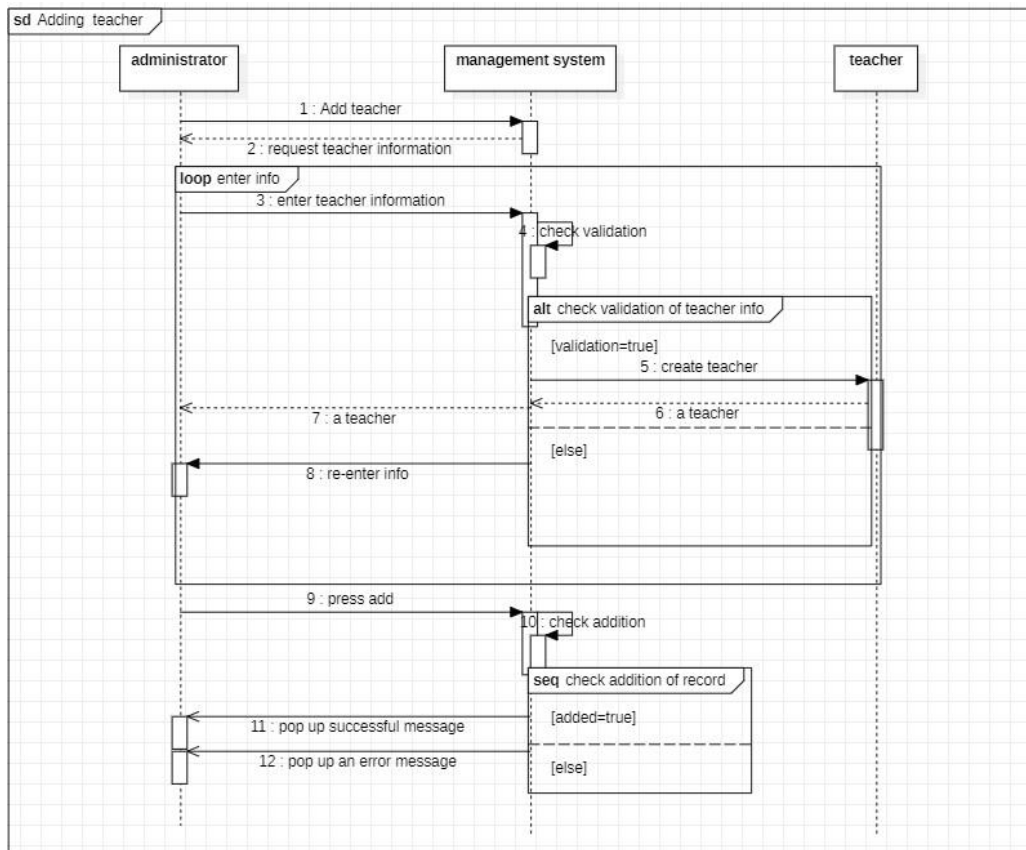 sd Adding teacher
administrator
management system
teacher
1 : Add teacher
2 : request teacher information
loop enter info
3 : enter teacher information
4 : check validation
alt check validation of teacher info
[validation=true]
5 : create teacher
6 : a teacher
7 : a teacher
[else]
8 : re-enter info
9 : press add
10 : check addition
seq check addition of record
[added=true]
11 : pop up successful message
12 : pop up an error message
[else]